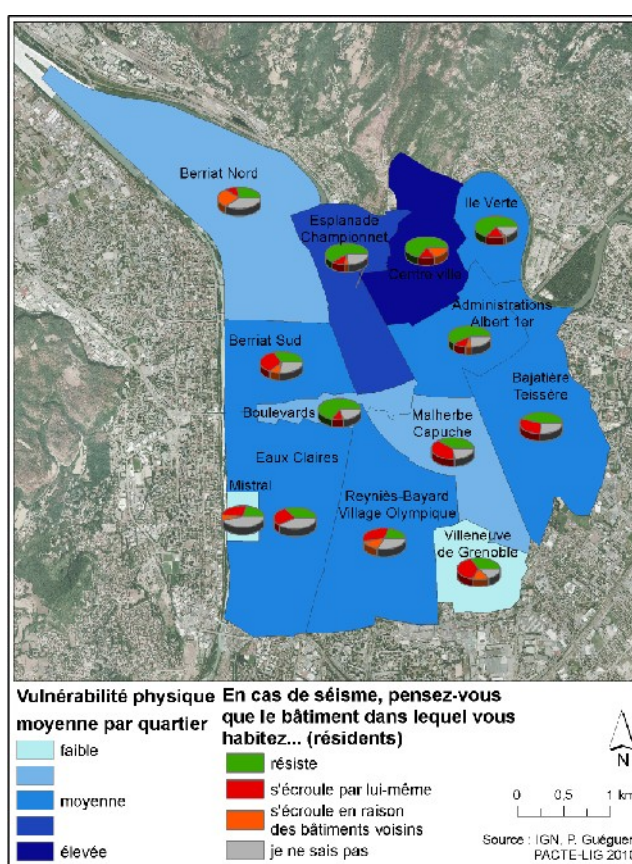 Berriat Nord
Ile Verte
Esplanade
Championnet
Centre ville
Administrations
Albert 1er
Berriat Sud
Bajatière
Teissére
Boulevards
Malherbe
Capuche
Eaux Claires
Mistral
Reyniès-Bayard
Village Olympique
Villeneuve
de Grenoble
Vulnérabilité physique
moyenne par quartier
faible
moyenne
élevée
En cas de séisme, pensez-vous
que le bâtiment dans lequel vous
habitez... (résidents)
résiste
s'écroule par lui-même
s'écroule en raison
des bâtiments voisins
je ne sais pas
N
0 0,5 1 km
Source : IGN, P. Guéguen
PACTE-LIG 2010